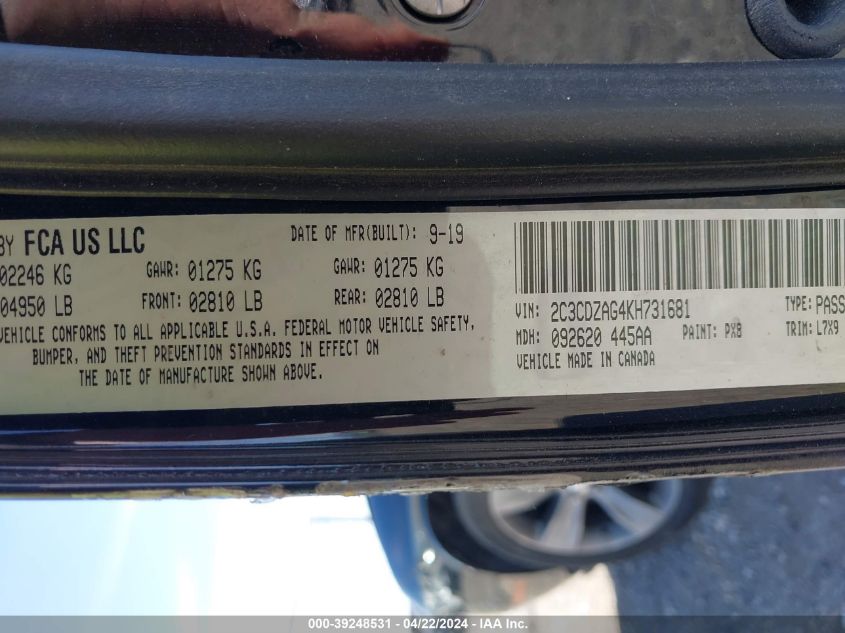 BY FCA US LLC
DATE OF MFR(BUILT): 9-19
02246 KG GAWR: 01275 KG GAWR: 01275 KG
04950 LB FRONT: 02810 LB REAR: 02810 LB
VEHICLE CONFORMS TO ALL APPLICABLE U.S.A. FEDERAL MOTOR VEHICLE SAFETY,
BUMPER, AND THEFT PREVENTION STANDARDS IN EFFECT ON
THE DATE OF MANUFACTURE SHOWN ABOVE.
VIN: 2C3CDZAG4KH731681 TYPE: PASS
MDH: 092620 445AA PAINT: PX8 TRIM: L7X9
VEHICLE MADE IN CANADA
000-39248531 - 04/22/2024 - IAA Inc.